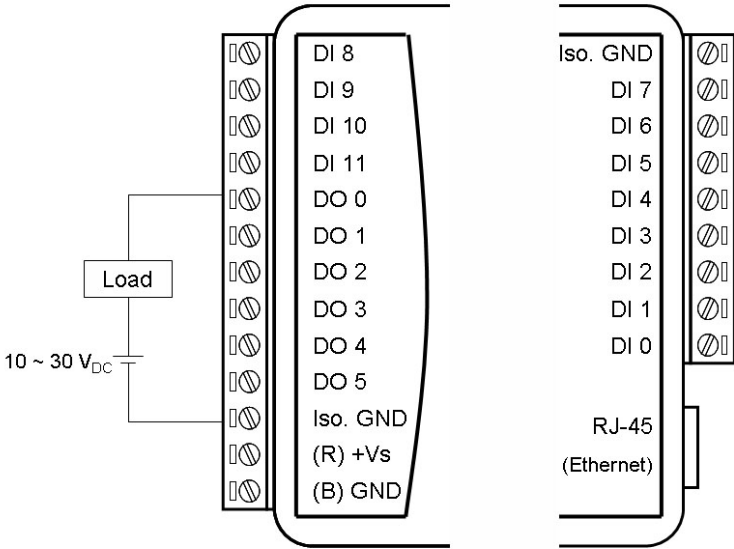 DI 8
DI 9
DI 10
DI 11
DO 0
DO 1
DO 2
DO 3
DO 4
DO 5
Iso. GND
(R) +Vs
(B) GND
Load
10 ~ 30 VDC
Iso. GND
DI 7
DI 6
DI 5
DI 4
DI 3
DI 2
DI 1
DI 0
RJ-45
(Ethernet)